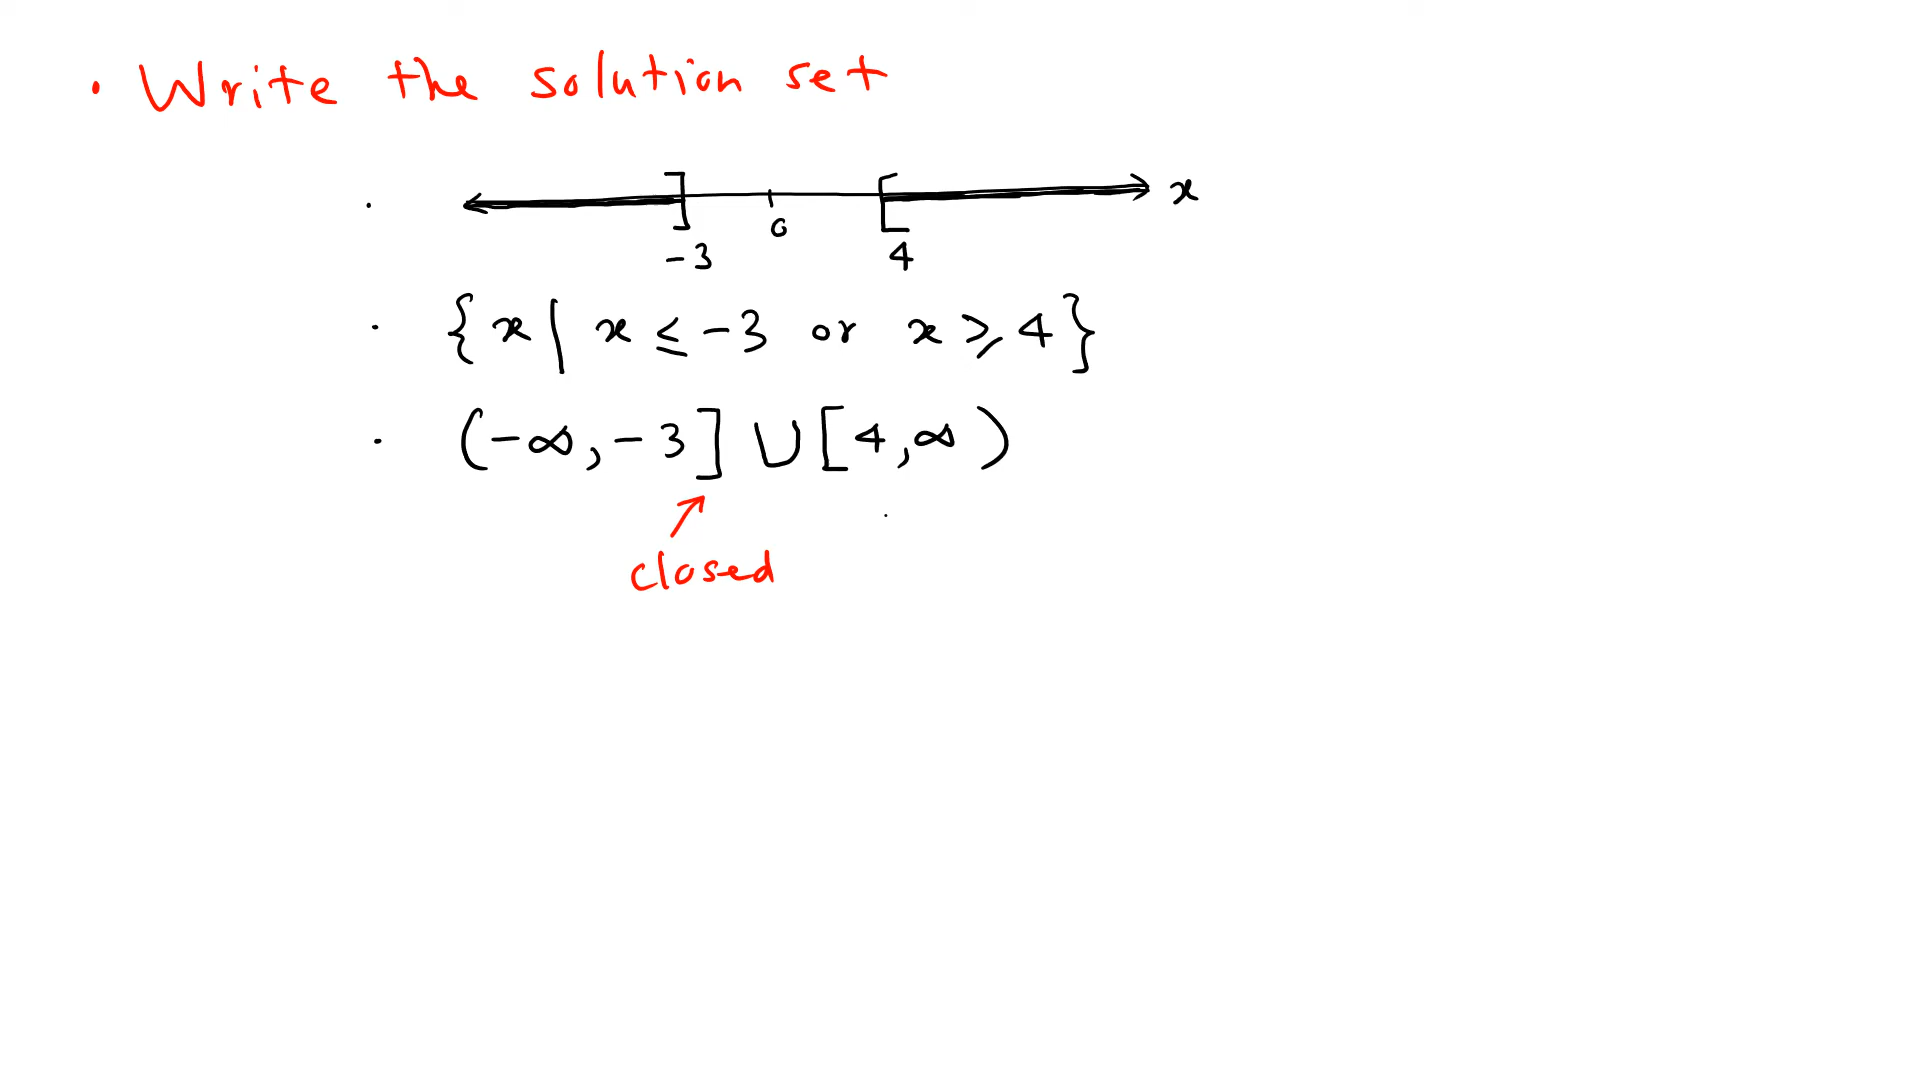 • Write the solution set
• x
0
-3 4
• {x | x ≤ -3 or x ⩾ 4}
• (-∞, -3] ∪ [4, ∞)
closed